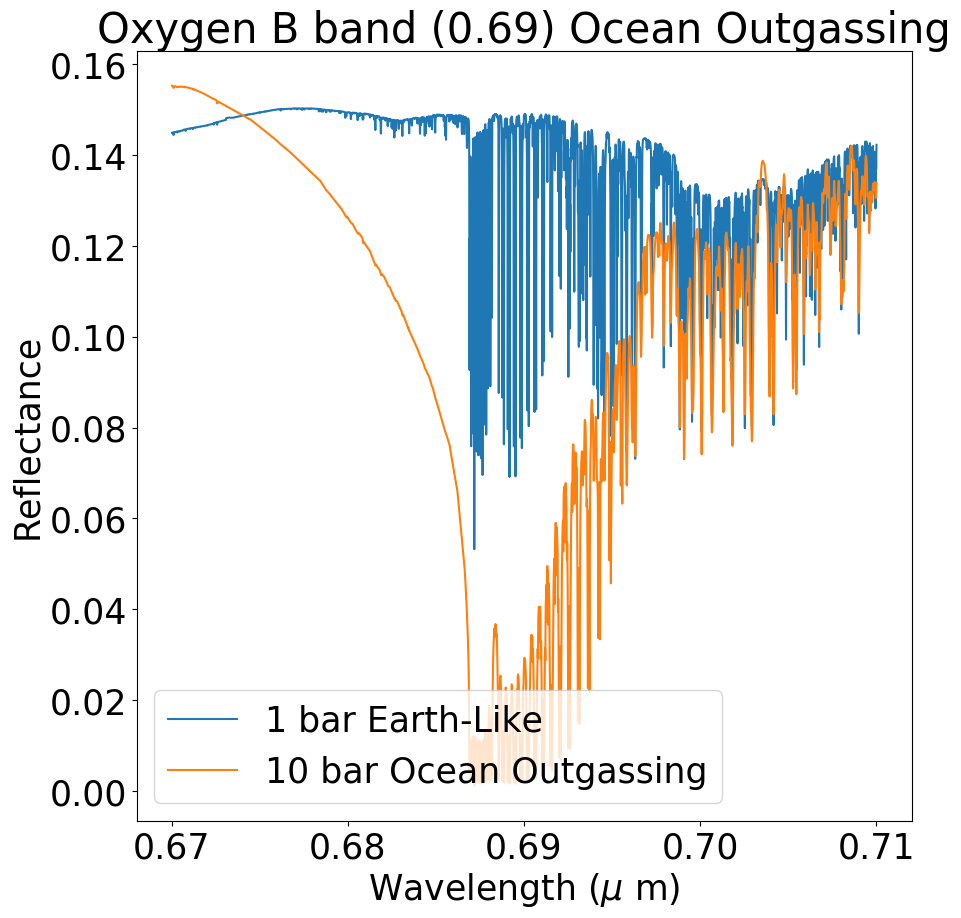 Oxygen B band (0.69) Ocean Outgassing
0.16
0.14
0.12
0.10
0.08
0.06
0.04
0.02
0.00
Reflectance
1 bar Earth-Like
10 bar Ocean Outgassing
0.67 0.68 0.69 0.70 0.71
Wavelength (μ m)